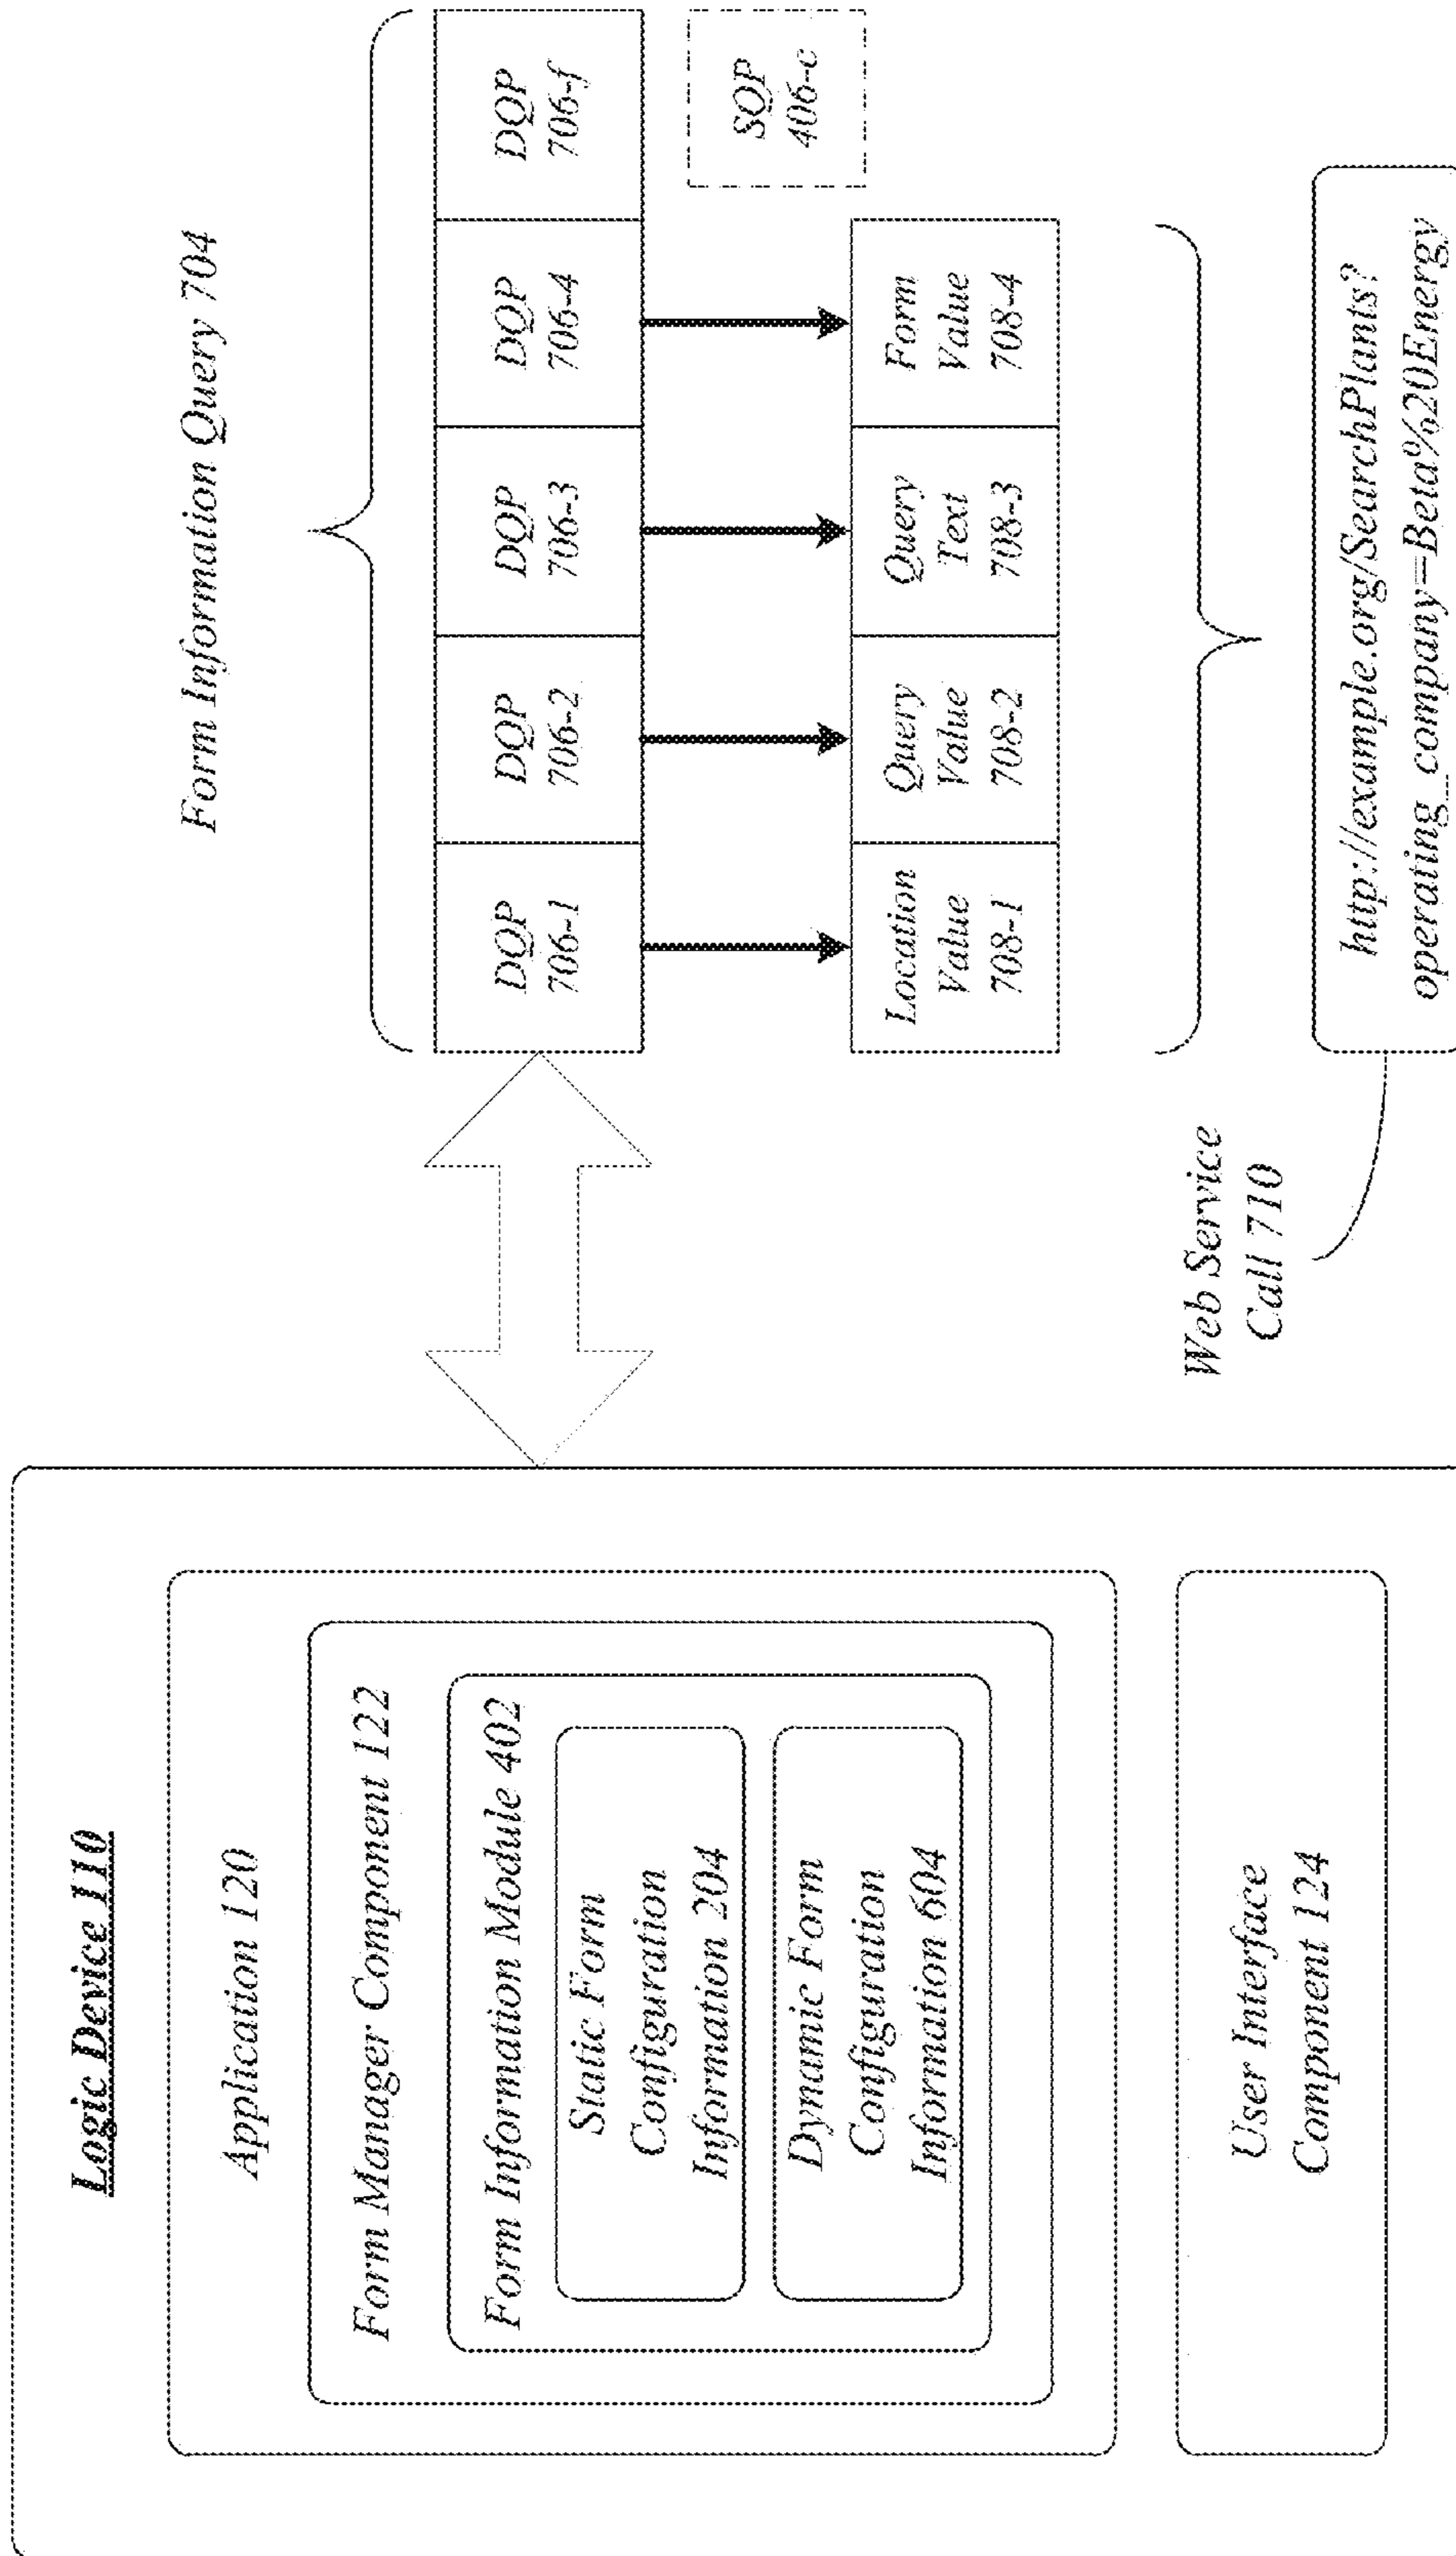 Logic Device 110
Application 120
Form Manager Component 122
Form Information Module 402
Static Form
Configuration
Information 204
Dynamic Form
Configuration
Information 604
User Interface
Component 124
Form Information Query 704
DQP
706-1
DQP
706-2
DQP
706-3
DQP
706-4
DQP
706-f
SQP
406-c
Location
Value
708-1
Query
Value
708-2
Query
Text
708-3
Form
Value
708-4
Web Service
Call 710
http://example.org/SearchPlants?
operating_company=Beta%20Energy